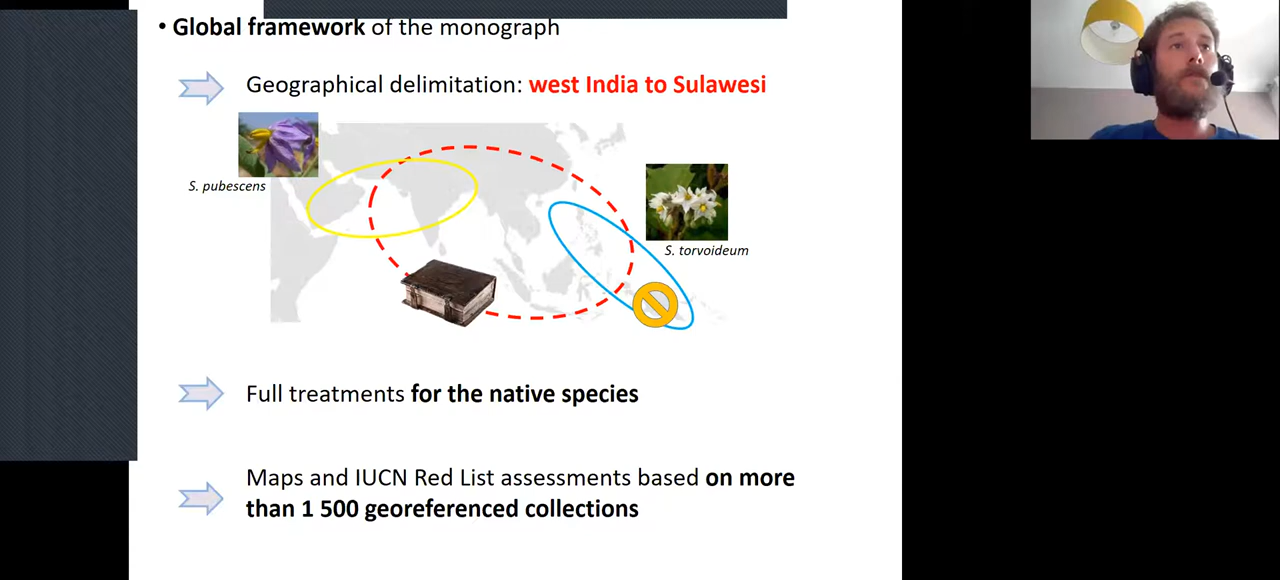 • Global framework of the monograph
Geographical delimitation: west India to Sulawesi
S. pubescens
S. torvoideum
Full treatments for the native species
Maps and IUCN Red List assessments based on more
than 1 500 georeferenced collections